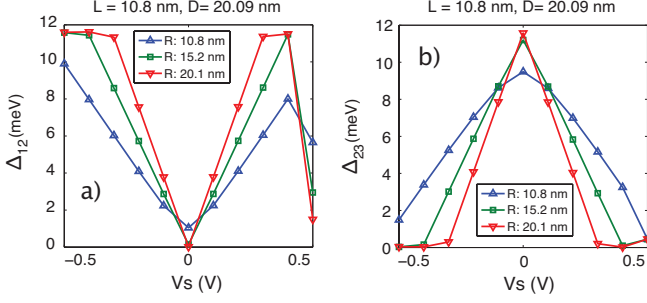 L = 10.8 nm, D= 20.09 nm
12
10
8
6
4
2
0
Δ12 (meV)
R: 10.8 nm
R: 15.2 nm
R: 20.1 nm
a)
−0.5
0
0.5
Vs (V)
L = 10.8 nm, D= 20.09 nm
12
10
8
6
4
2
0
Δ23 (meV)
b)
R: 10.8 nm
R: 15.2 nm
R: 20.1 nm
−0.5
0
0.5
Vs (V)